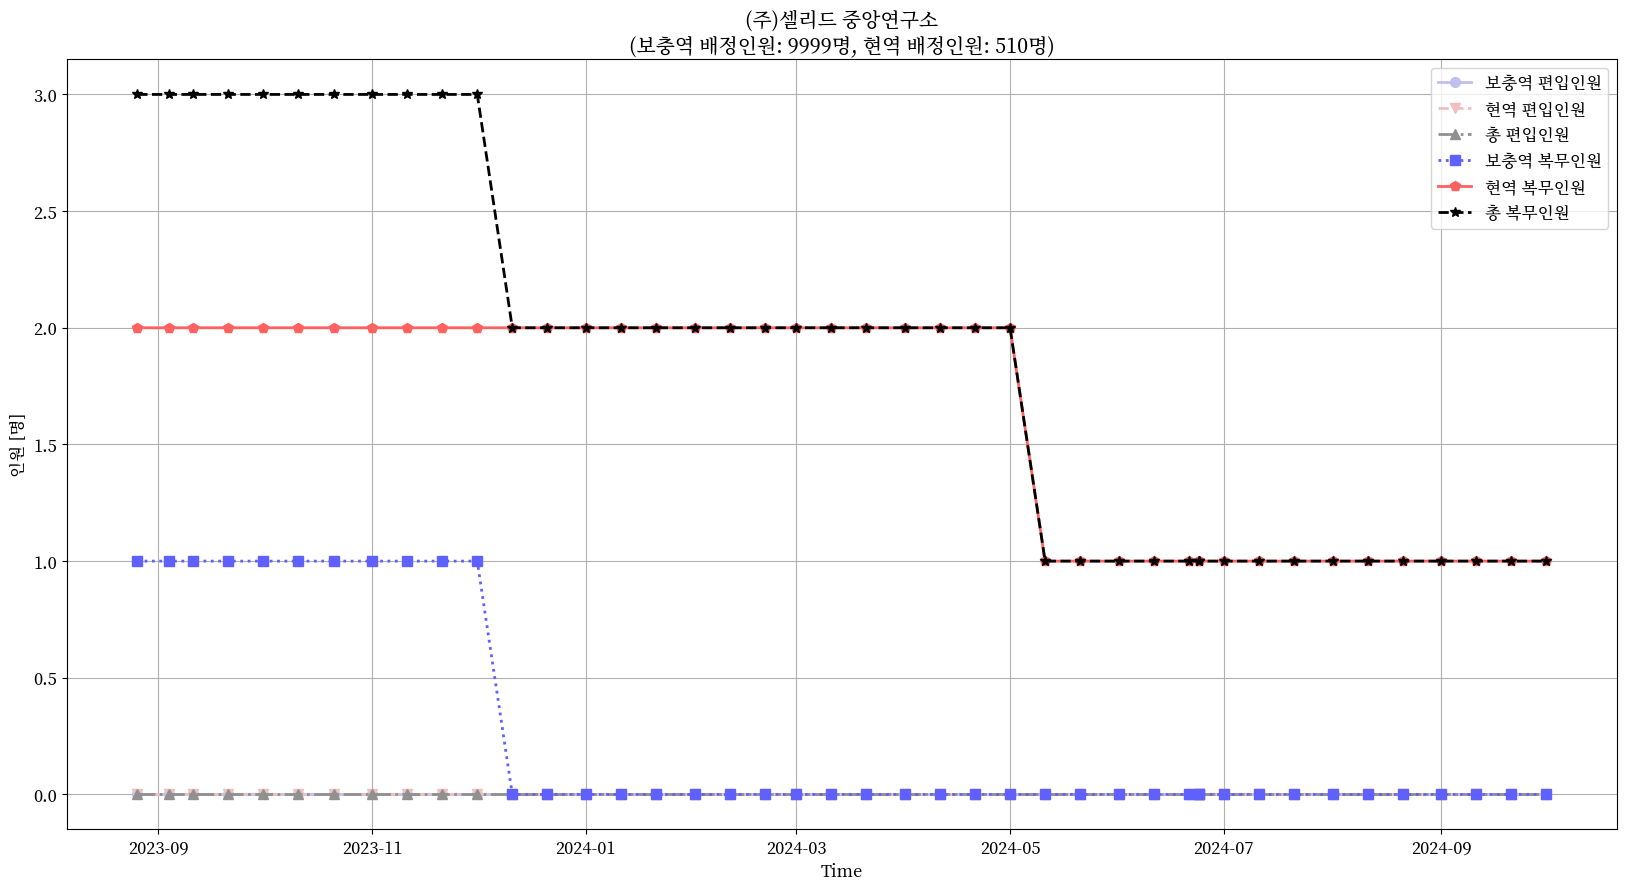 (주)셀리드 중앙연구소
(보충역 배정인원: 9999명, 현역 배정인원: 510명)
보충역 편입인원
현역 편입인원
총 편입인원
보충역 복무인원
현역 복무인원
총 복무인원
인원 [명]
3.0
2.5
2.0
1.5
1.0
0.5
0.0
2023-09
2023-11
2024-01
2024-03
2024-05
2024-07
2024-09
Time